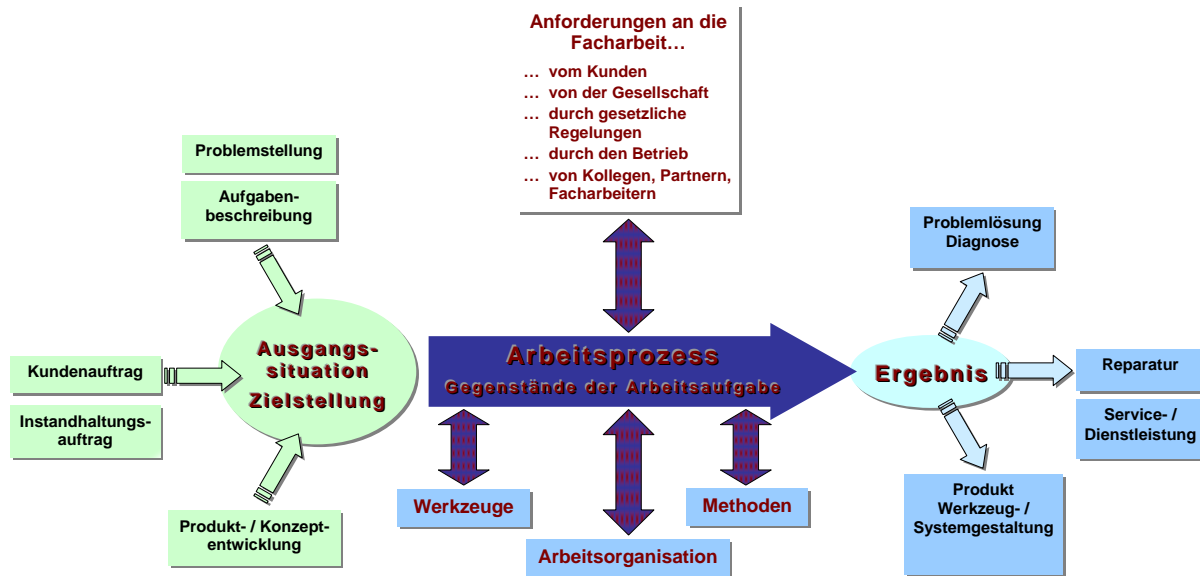 Anforderungen an die
Facharbeit…
… vom Kunden
… von der Gesellschaft
… durch gesetzliche
Regelungen
… durch den Betrieb
… von Kollegen, Partnern,
Facharbeitern
Problemstellung
Aufgaben-
beschreibung
Kundenauftrag
Instandhaltungs-
auftrag
Produkt- / Konzept-
entwicklung
Ausgangs-
situation
Zielstellung
Arbeitsprozess
Gegenstände der Arbeitsaufgabe
Werkzeuge
Arbeitsorganisation
Methoden
Ergebnis
Problemlösung
Diagnose
Reparatur
Service- /
Dienstleistung
Produkt
Werkzeug- /
Systemgestaltung